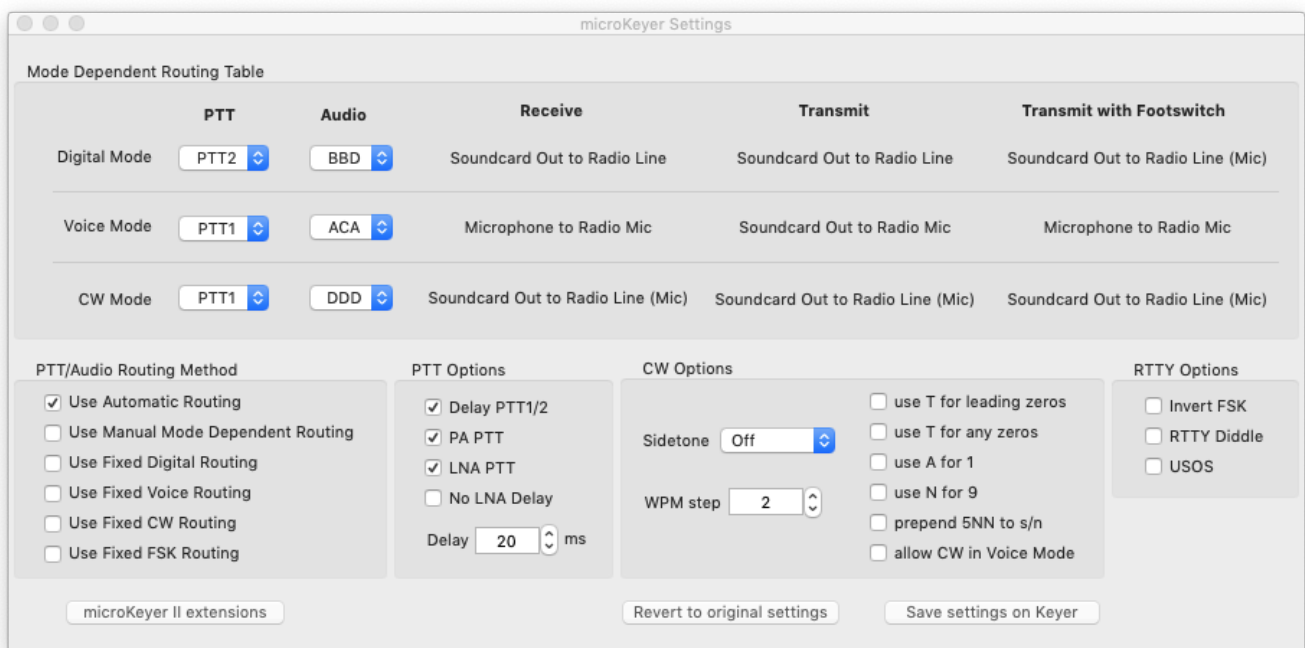 microKeyer Settings
Mode Dependent Routing Table
PTT Audio Receive Transmit Transmit with Footswitch
Digital Mode PTT2 BBD Soundcard Out to Radio Line Soundcard Out to Radio Line Soundcard Out to Radio Line (Mic)
Voice Mode PTT1 ACA Microphone to Radio Mic Soundcard Out to Radio Mic Microphone to Radio Mic
CW Mode PTT1 DDD Soundcard Out to Radio Line (Mic) Soundcard Out to Radio Line (Mic) Soundcard Out to Radio Line (Mic)
PTT/Audio Routing Method
Use Automatic Routing
Use Manual Mode Dependent Routing
Use Fixed Digital Routing
Use Fixed Voice Routing
Use Fixed CW Routing
Use Fixed FSK Routing
PTT Options
Delay PTT1/2
PA PTT
LNA PTT
No LNA Delay
Delay 20 ms
CW Options
Sidetone Off
WPM step 2
use T for leading zeros
use T for any zeros
use A for 1
use N for 9
prepend 5NN to s/n
allow CW in Voice Mode
RTTY Options
Invert FSK
RTTY Diddle
USOS
microKeyer II extensions
Revert to original settings
Save settings on Keyer